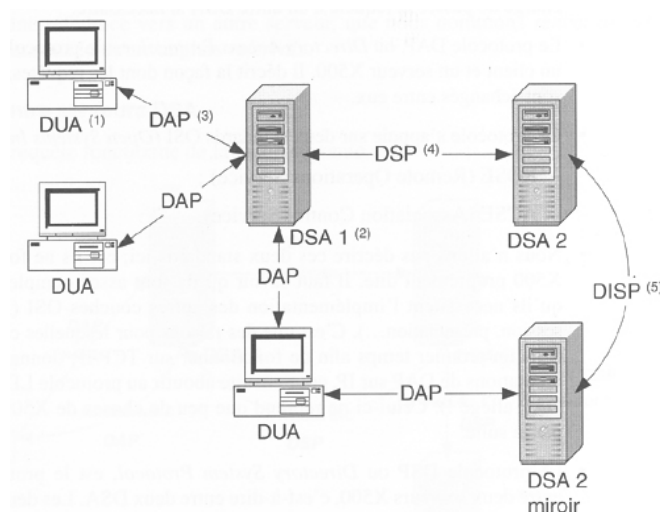 DUA (1)
DAP (3)
DSP (4)
DAP
DSA 1 (2)
DSA 2
DUA
DAP
DISP (5)
DAP
DUA
DSA 2
miroir